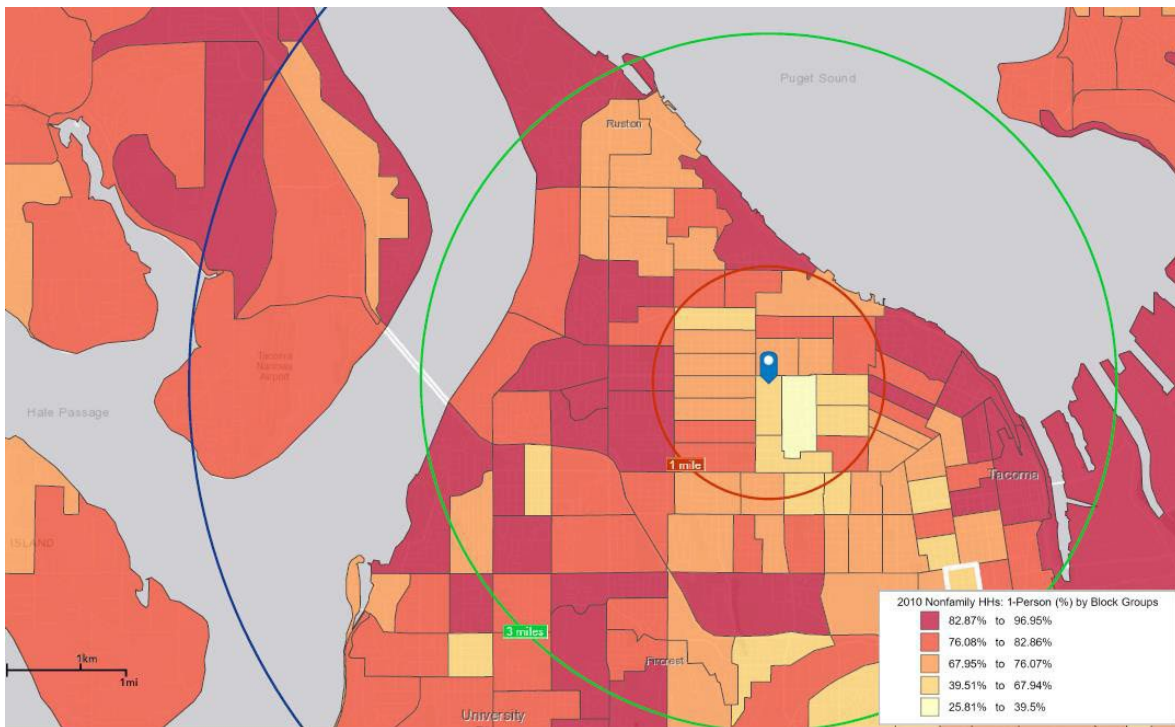 Puget Sound
Ruston
Tacoma
Narrows
Airport
Hale Passage
1 mile
Tacoma
ISLAND
3 miles
Fircrest
University
1km
1mi
2010 Nonfamily HHs: 1-Person (%) by Block Groups
82.87% to 96.95%
76.08% to 82.86%
67.95% to 76.07%
39.51% to 67.94%
25.81% to 39.5%